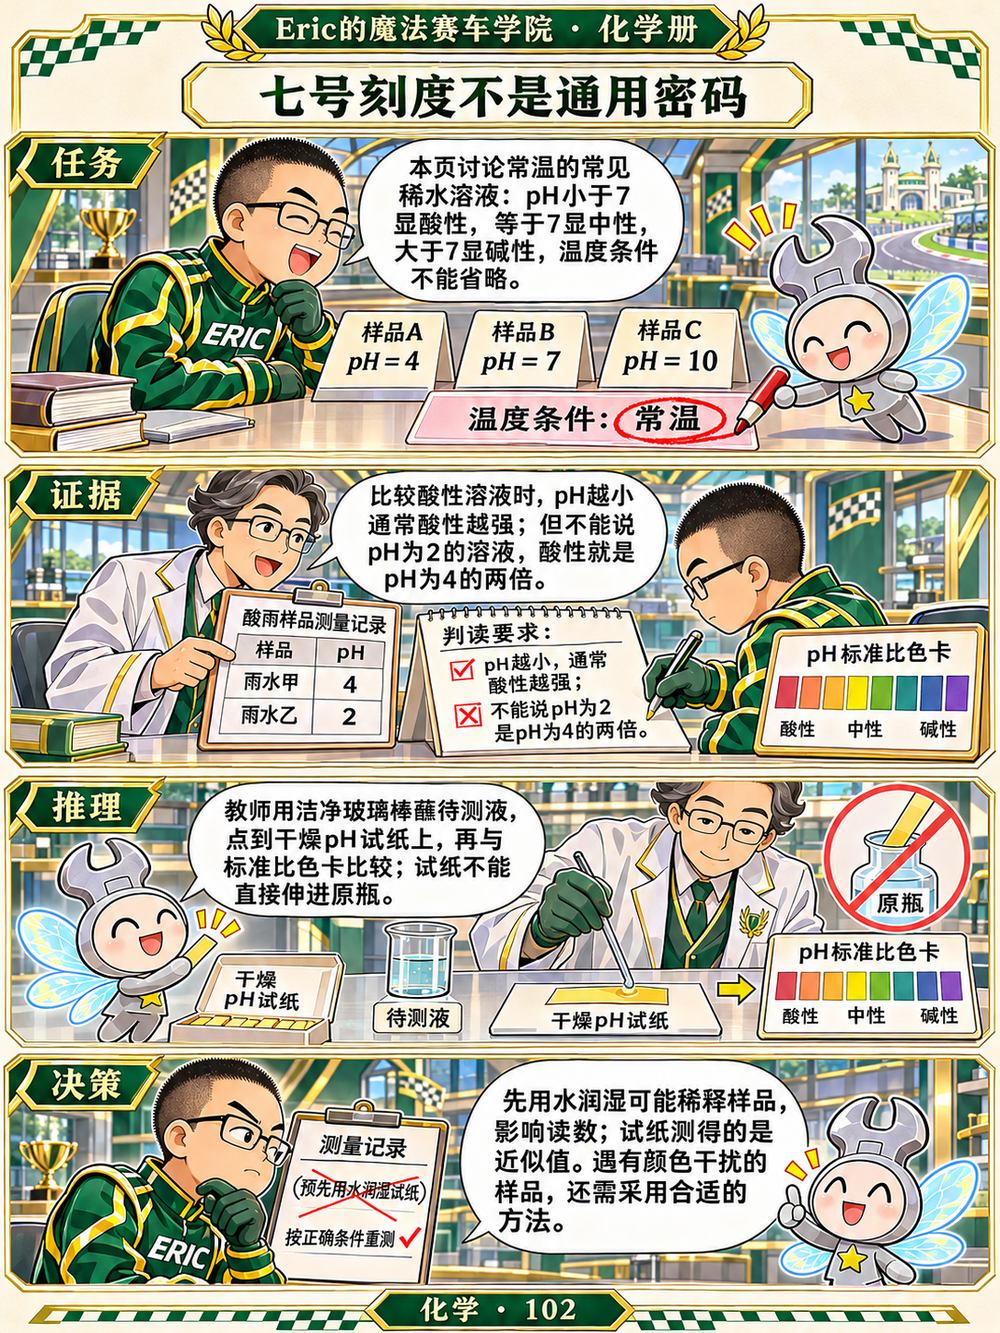 Eric的魔法赛车学院 · 化学册
七号刻度不是通用密码
任务
本页讨论常温的常见
稀水溶液：pH小于7
显酸性，等于7显中性，
大于7显碱性，温度条件
不能省略。
ERIC
样品A
pH = 4
样品B
pH = 7
样品C
pH = 10
温度条件：常温
证据
比较酸性溶液时，pH越小
通常酸性越强；但不能说
pH为2的溶液，酸性就是
pH为4的两倍。
酸雨样品测量记录
样品 pH
雨水甲 4
雨水乙 2
判读要求：
pH越小，通常
酸性越强；
不能说pH为2
是pH为4的两倍。
pH标准比色卡
酸性 中性 碱性
推理
教师用洁净玻璃棒蘸待测液，
点到干燥pH试纸上，再与
标准比色卡比较；试纸不能
直接伸进原瓶。
干燥
pH试纸
待测液
干燥pH试纸
原瓶
pH标准比色卡
酸性 中性 碱性
决策
ERIC
测量记录
(预先用水润湿试纸)
按正确条件重测
先用水润湿可能稀释样品，
影响读数；试纸测得的是
近似值。遇有颜色干扰的
样品，还需采用合适的
方法。
化学 · 102